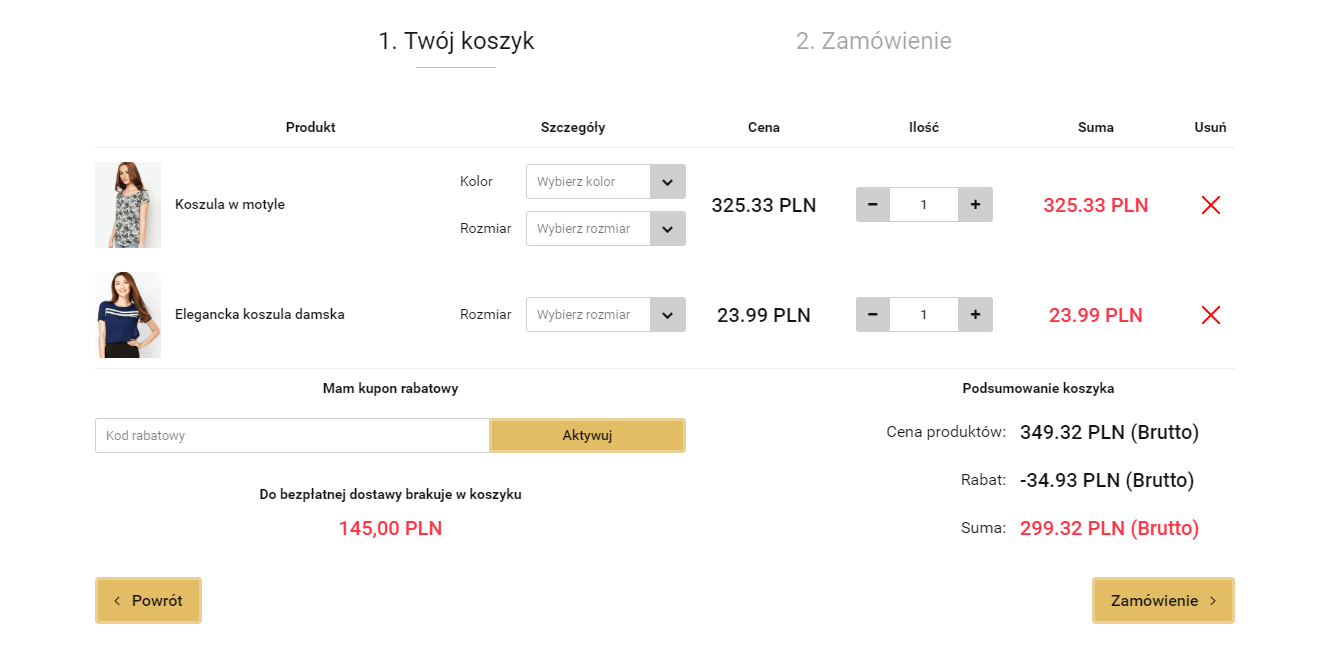 1. Twój koszyk 2. Zamówienie
Produkt Szczegóły Cena Ilość Suma Usuń
Kolor Wybierz kolor
Koszula w motyle 325.33 PLN - 1 + 325.33 PLN
Rozmiar Wybierz rozmiar
Elegancka koszula damska Rozmiar Wybierz rozmiar 23.99 PLN - 1 + 23.99 PLN
Mam kupon rabatowy Podsumowanie koszyka
Kod rabatowy Aktywuj Cena produktów: 349.32 PLN (Brutto)
Rabat: -34.93 PLN (Brutto)
Do bezpłatnej dostawy brakuje w koszyku
145,00 PLN Suma: 299.32 PLN (Brutto)
< Powrót Zamówienie >